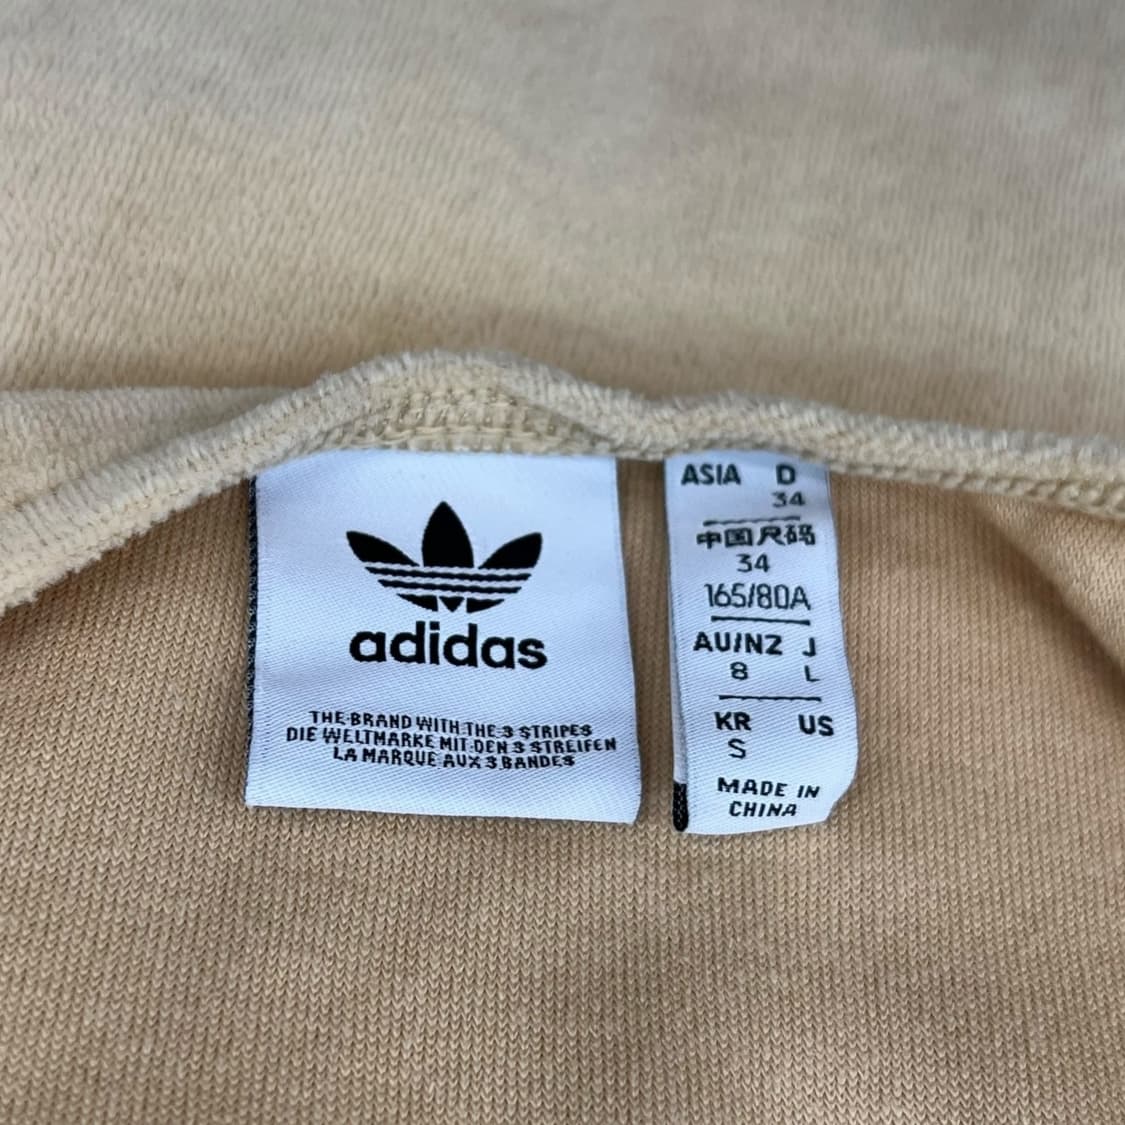 adidas
THE BRAND WITH THE 3 STRIPES
DIE WELTMARKE MIT DEN 3 STREIFEN
LA MARQUE AUX 3 BANDES
ASIA D
34
中国尺码
34
165/80A
AU/NZ J
8 L
KR US
S
MADE IN
CHINA